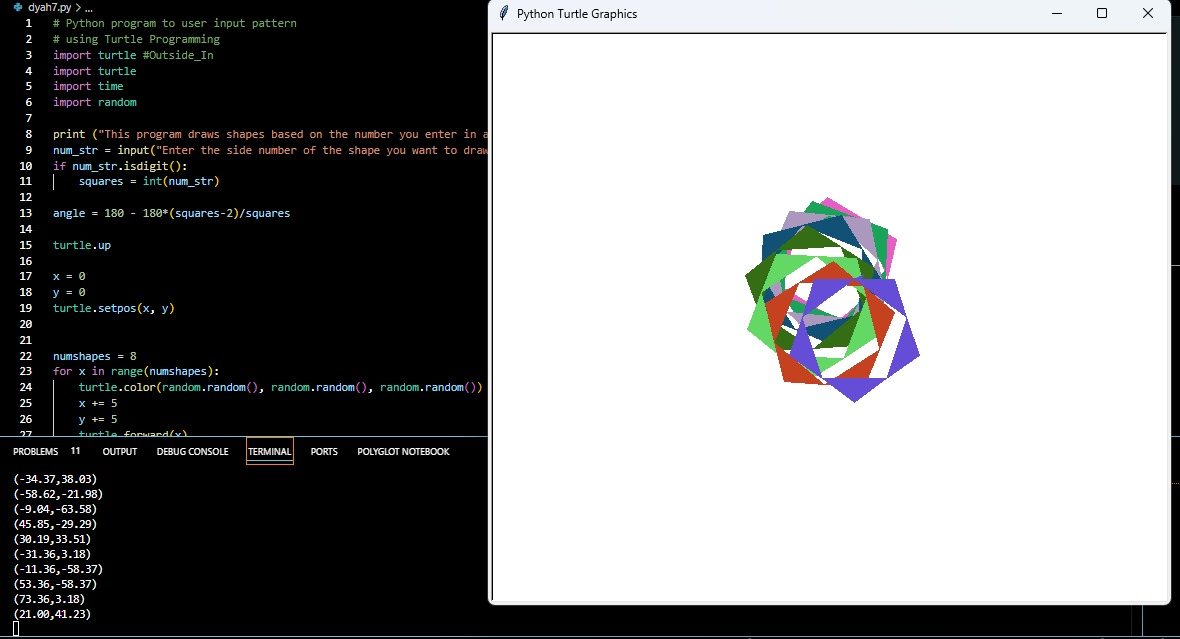 dyah7.py > ...
1 # Python program to user input pattern
2 # using Turtle Programming
3 import turtle #Outside_In
4 import turtle
5 import time
6 import random
7
8 print ("This program draws shapes based on the number you enter in a
9 num_str = input("Enter the side number of the shape you want to draw
10 if num_str.isdigit():
11 squares = int(num_str)
12
13 angle = 180 - 180*(squares-2)/squares
14
15 turtle.up
16
17 x = 0
18 y = 0
19 turtle.setpos(x, y)
20
21
22 numshapes = 8
23 for x in range(numshapes):
24 turtle.color(random.random(), random.random(), random.random())
25 x += 5
26 y += 5
27 turtle.forward(x)
PROBLEMS 11 OUTPUT DEBUG CONSOLE TERMINAL PORTS POLYGLOT NOTEBOOK
(-34.37,38.03)
(-58.62,-21.98)
(-9.04,-63.58)
(45.85,-29.29)
(30.19,33.51)
(-31.36,3.18)
(-11.36,-58.37)
(53.36,-58.37)
(73.36,3.18)
(21.00,41.23)
Python Turtle Graphics